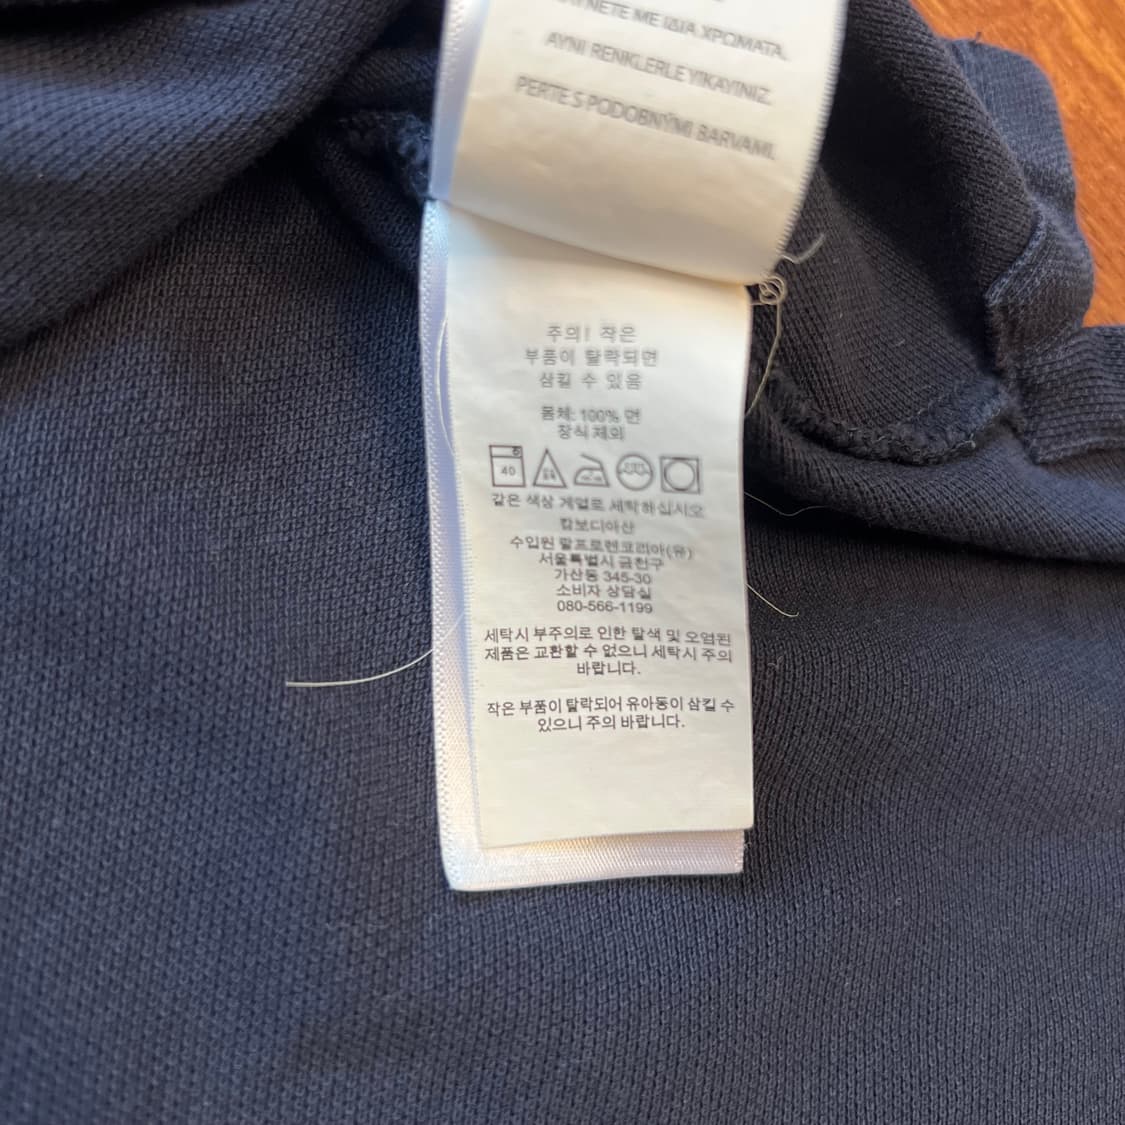 ΠΛΥΝΕΤΕ ΜΕ ΙΔΙΑ ΧΡΩΜΑΤΑ.
AYNI RENKLERLE YIKAYINIZ.
PERTE S PODOBNÝMI BARVAMI.
주의! 작은
부품이 탈락되면
삼킬 수 있음
몸체: 100% 면
장식 제외
40
같은 색상 계열로 세탁하십시오
캄보디아산
수입원 랄프로렌코리아(유)
서울특별시 금천구
가산동 345-30
소비자 상담실
080-566-1199
세탁시 부주의로 인한 탈색 및 오염된
제품은 교환할 수 없으니 세탁시 주의
바랍니다.
작은 부품이 탈락되어 유아동이 삼킬 수
있으니 주의 바랍니다.